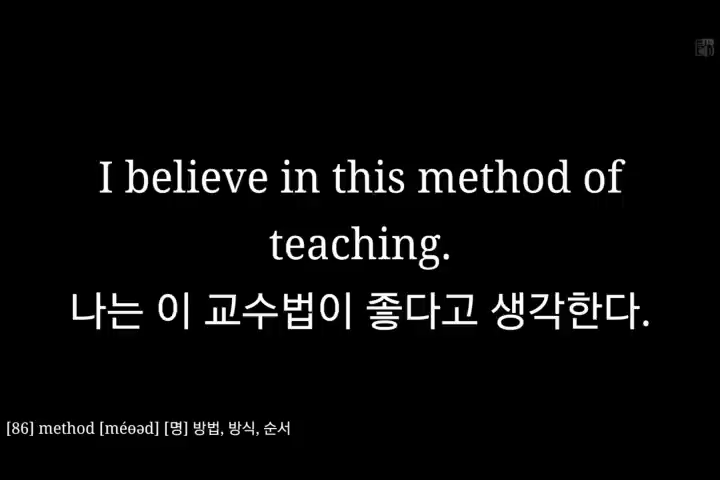 I believe in this method of
teaching.
나는 이 교수법이 좋다고 생각한다.
[86] method [méɵəd] [명] 방법, 방식, 순서